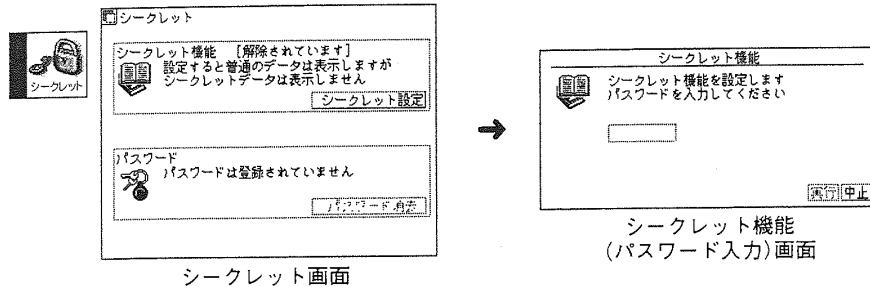 シークレット
シークレット
シークレット機能 [解除されています]
設定すると普通のデータは表示しますが
シークレットデータは表示しません
シークレット設定
パスワード
パスワードは登録されていません
パスワード消去
シークレット画面
➔
シークレット機能
シークレット機能を設定します
パスワードを入力してください
実行 中止
シークレット機能
(パスワード入力)画面